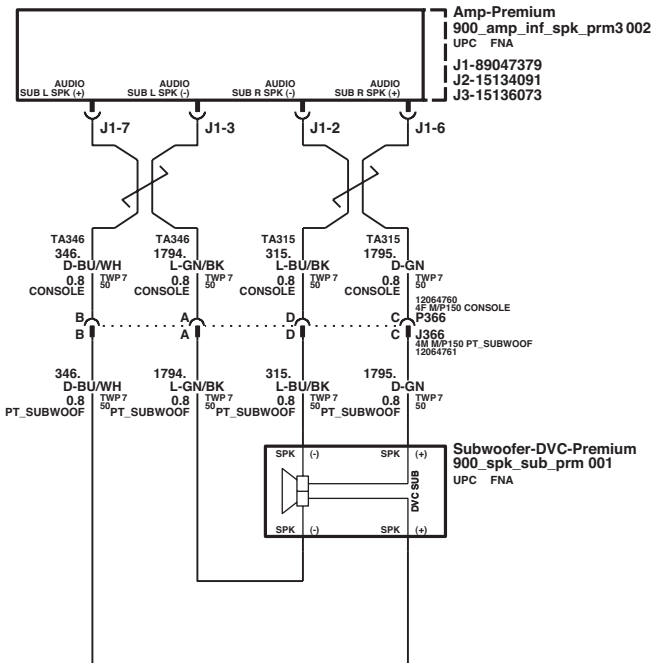 Amp-Premium
900_amp_inf_spk_prm3 002
UPC FNA
J1-89047379
J2-15134091
J3-15136073
AUDIO AUDIO AUDIO AUDIO
SUB L SPK (+) SUB L SPK (-) SUB R SPK (-) SUB R SPK (+)
J1-7 J1-3 J1-2 J1-6
TA346 TA346 TA315 TA315
346. 1794. 315. 1795.
D-BU/WH L-GN/BK L-BU/BK D-GN
0.8 TWP 7 0.8 TWP 7 0.8 TWP 7 0.8 TWP 7
50 50 50 50
CONSOLE CONSOLE CONSOLE CONSOLE
12064760
4F M/P150 CONSOLE
B A D C P366
B A D C J366
4M M/P150 PT_SUBWOOF
12064761
346. 1794. 315. 1795.
D-BU/WH L-GN/BK L-BU/BK D-GN
0.8 TWP 7 0.8 TWP 7 0.8 TWP 7 0.8 TWP 7
50 50 50 50
PT_SUBWOOF PT_SUBWOOF PT_SUBWOOF PT_SUBWOOF
Subwoofer-DVC-Premium
900_spk_sub_prm 001
UPC FNA
SPK (-) SPK (+)
DVC SUB
SPK (-) SPK (+)